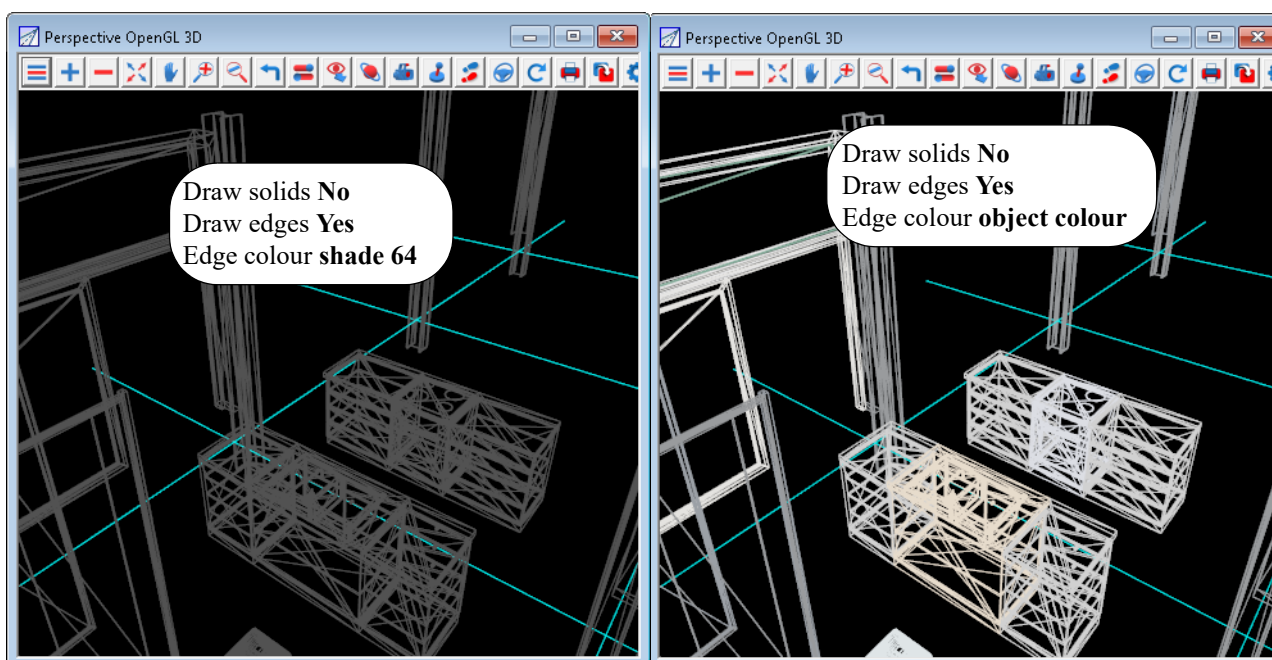 Perspective OpenGL 3D
Draw solids No
Draw edges Yes
Edge colour shade 64
Perspective OpenGL 3D
Draw solids No
Draw edges Yes
Edge colour object colour